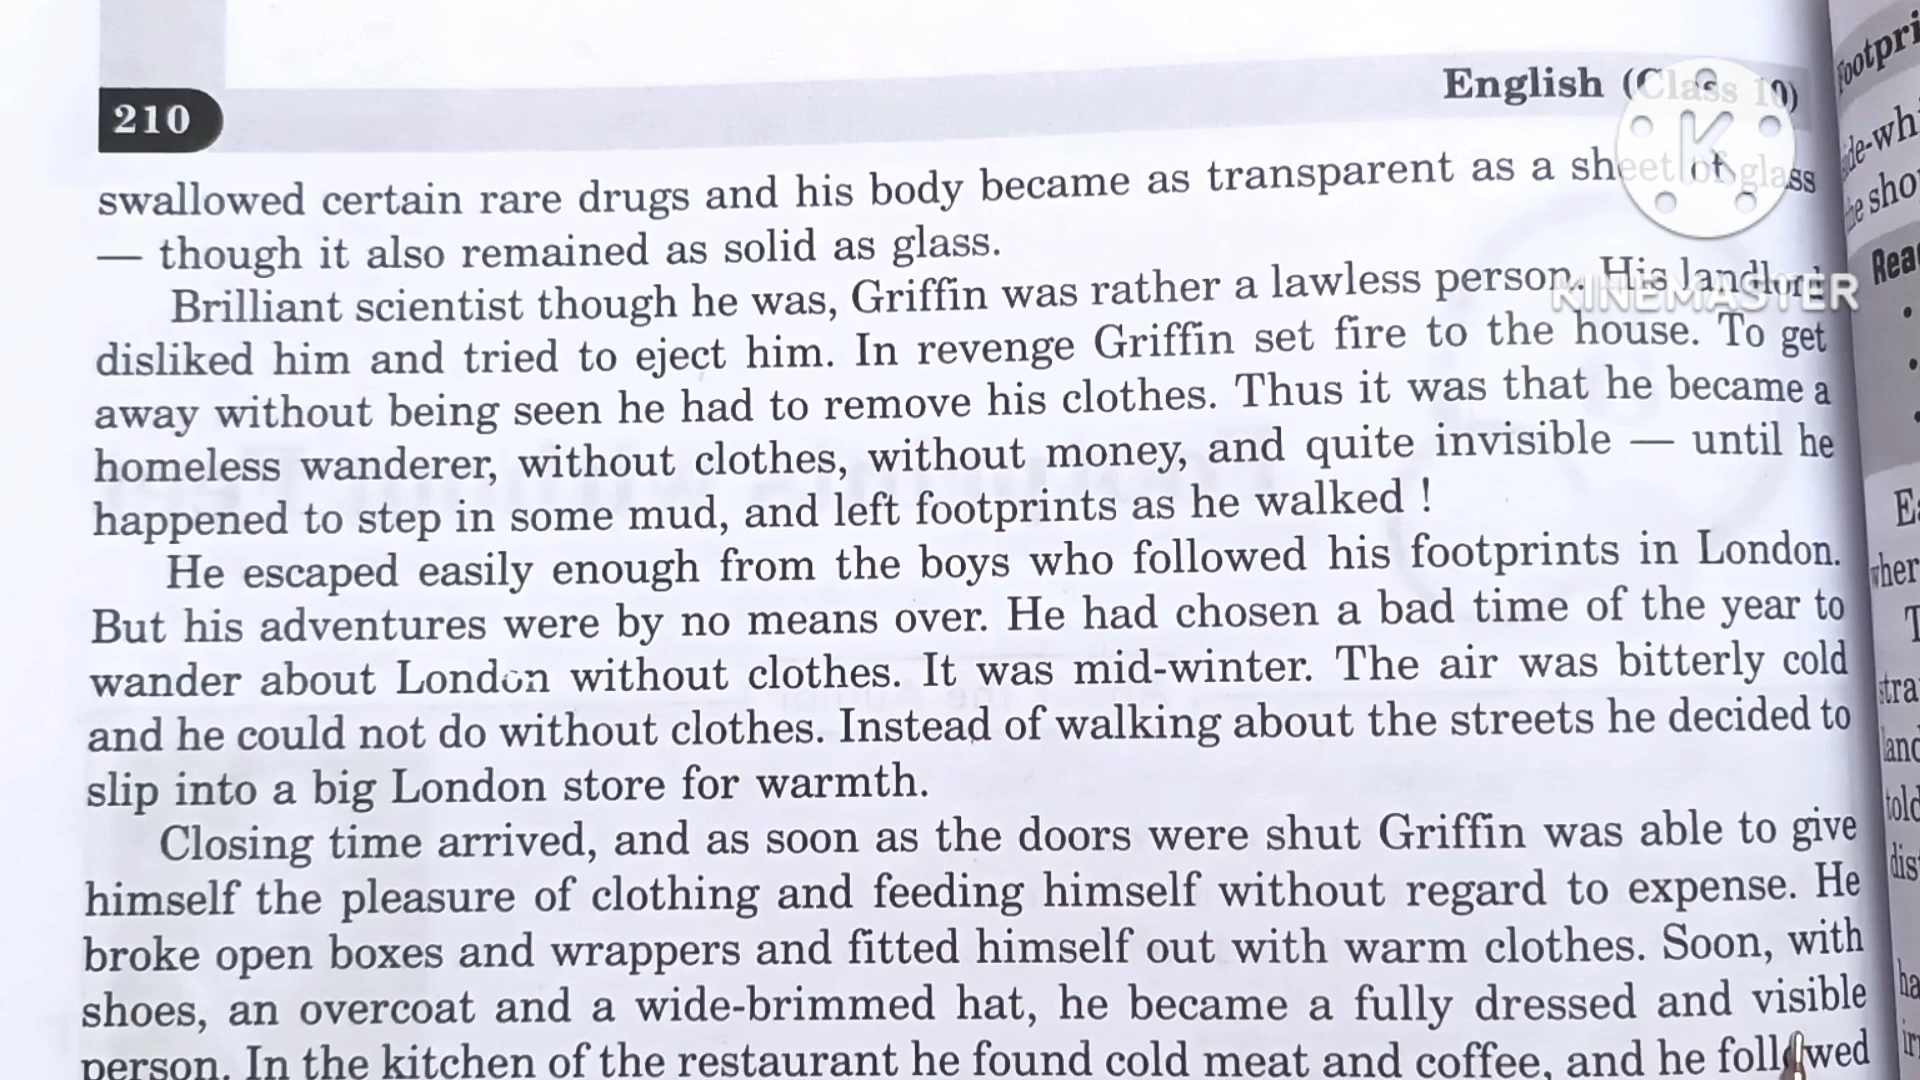 210
English (Class 10)
swallowed certain rare drugs and his body became as transparent as a sheet of glass
— though it also remained as solid as glass.
Brilliant scientist though he was, Griffin was rather a lawless person. His landlord
disliked him and tried to eject him. In revenge Griffin set fire to the house. To get
away without being seen he had to remove his clothes. Thus it was that he became a
homeless wanderer, without clothes, without money, and quite invisible — until he
happened to step in some mud, and left footprints as he walked !
He escaped easily enough from the boys who followed his footprints in London.
But his adventures were by no means over. He had chosen a bad time of the year to
wander about London without clothes. It was mid-winter. The air was bitterly cold
and he could not do without clothes. Instead of walking about the streets he decided to
slip into a big London store for warmth.
Closing time arrived, and as soon as the doors were shut Griffin was able to give
himself the pleasure of clothing and feeding himself without regard to expense. He
broke open boxes and wrappers and fitted himself out with warm clothes. Soon, with
shoes, an overcoat and a wide-brimmed hat, he became a fully dressed and visible
person. In the kitchen of the restaurant he found cold meat and coffee, and he followed
K
KINEMASTER